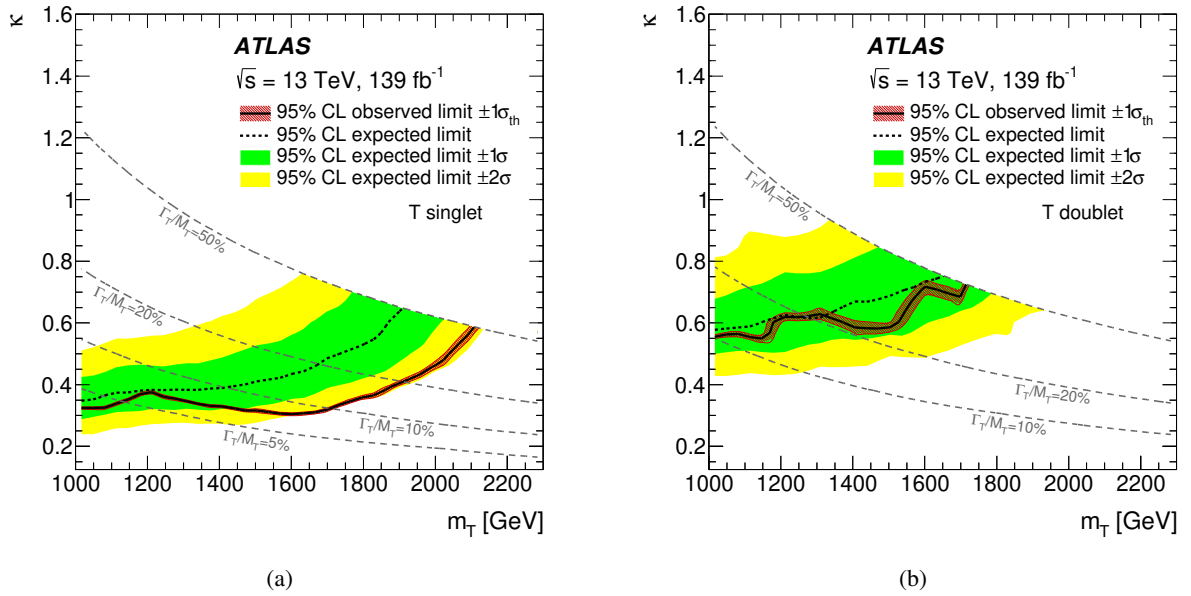 κ
1.6
1.4
1.2
1
0.8
0.6
0.4
0.2
ATLAS
√s = 13 TeV, 139 fb⁻¹
95% CL observed limit ±1σ_th
95% CL expected limit
95% CL expected limit ±1σ
95% CL expected limit ±2σ
T singlet
Γ_T/M_T=50%
Γ_T/M_T=20%
Γ_T/M_T=10%
Γ_T/M_T=5%
1000 1200 1400 1600 1800 2000 2200
m_T [GeV]
(a)
κ
1.6
1.4
1.2
1
0.8
0.6
0.4
0.2
ATLAS
√s = 13 TeV, 139 fb⁻¹
95% CL observed limit ±1σ_th
95% CL expected limit
95% CL expected limit ±1σ
95% CL expected limit ±2σ
T doublet
Γ_T/M_T=50%
Γ_T/M_T=20%
Γ_T/M_T=10%
1000 1200 1400 1600 1800 2000 2200
m_T [GeV]
(b)